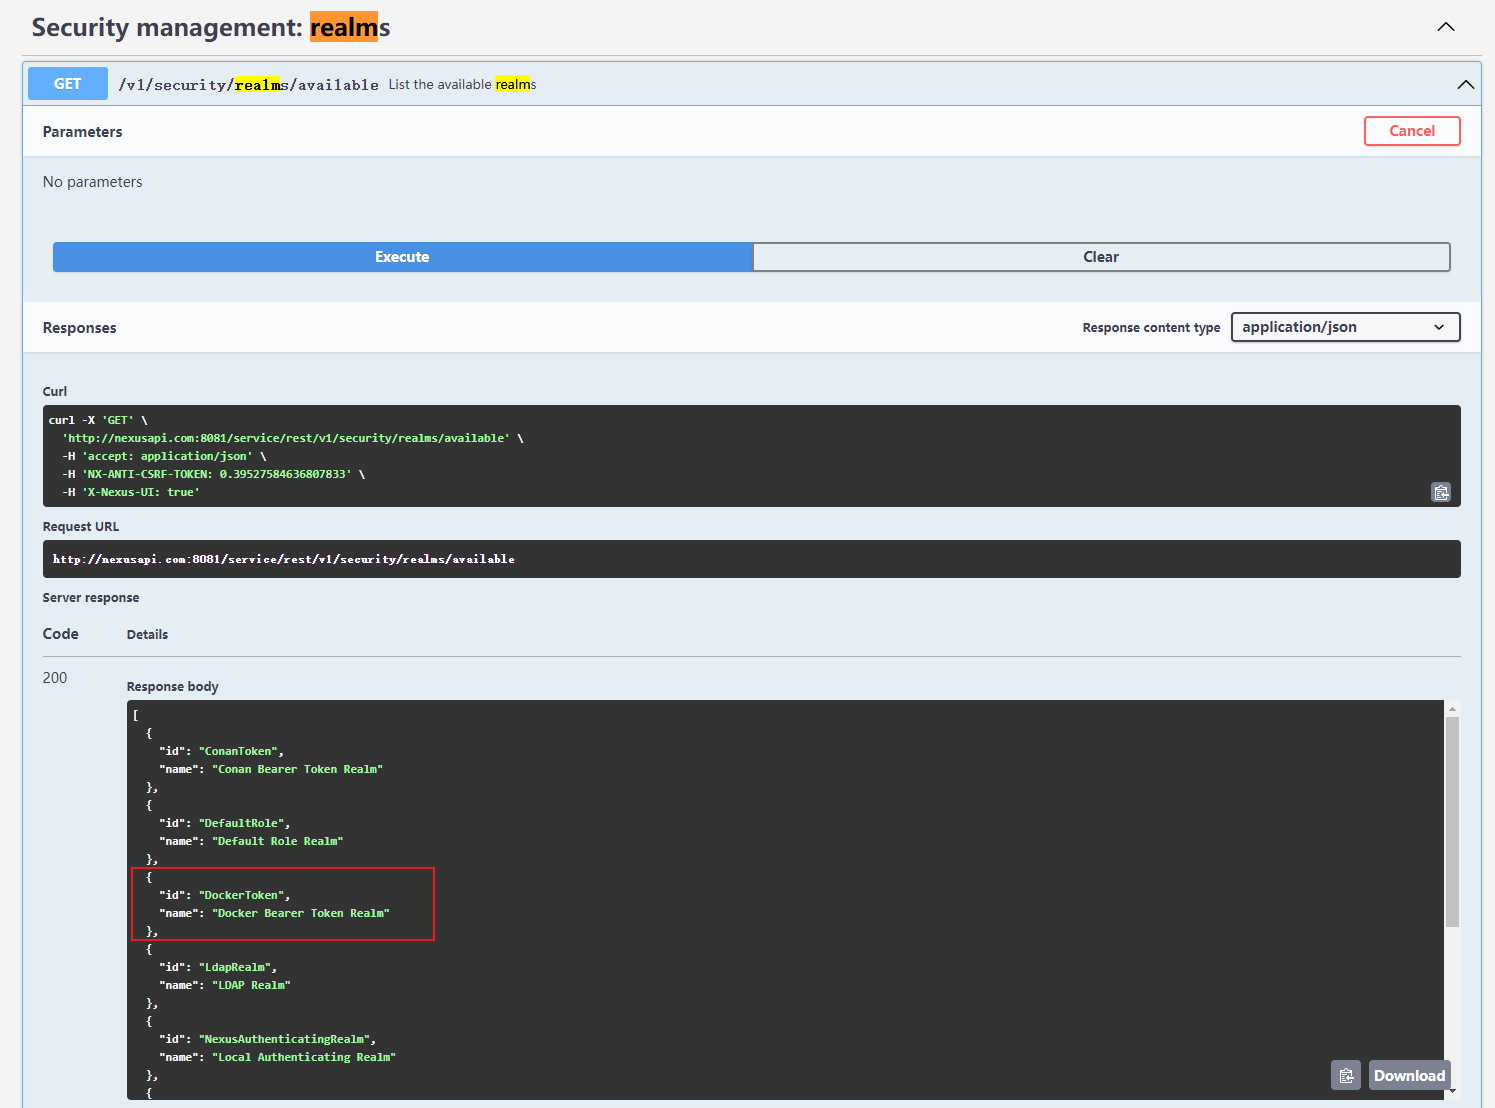 Security management: realms
GET /v1/security/realms/available List the available realms
Parameters
Cancel
No parameters
Execute
Clear
Responses
Response content type
application/json
Curl
curl -X 'GET' \
'http://nexusapi.com:8081/service/rest/v1/security/realms/available' \
-H 'accept: application/json' \
-H 'NX-ANTI-CSRF-TOKEN: 0.39527584636807833' \
-H 'X-Nexus-UI: true'
Request URL
http://nexusapi.com:8081/service/rest/v1/security/realms/available
Server response
Code
Details
200
Response body
[
{
"id": "ConanToken",
"name": "Conan Bearer Token Realm"
},
{
"id": "DefaultRole",
"name": "Default Role Realm"
},
{
"id": "DockerToken",
"name": "Docker Bearer Token Realm"
},
{
"id": "LdapRealm",
"name": "LDAP Realm"
},
{
"id": "NexusAuthenticatingRealm",
"name": "Local Authenticating Realm"
},
{
Download